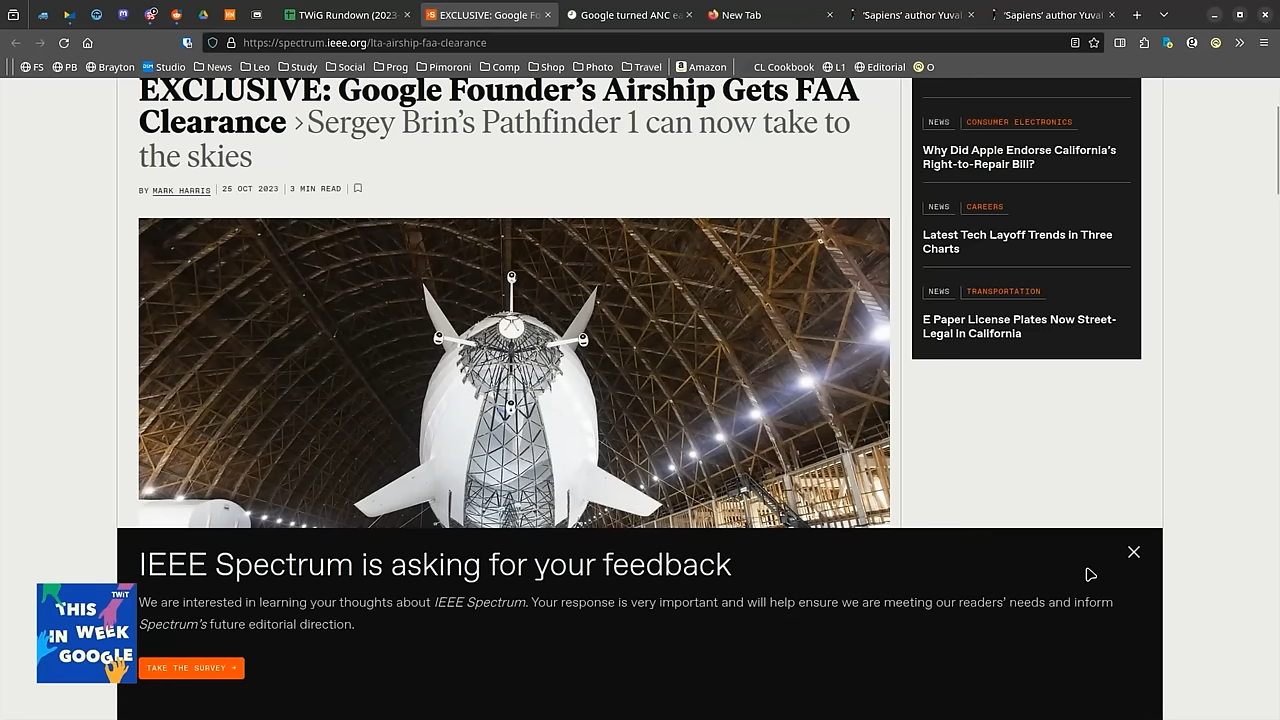 TWiG Rundown (2023-
EXCLUSIVE: Google Fo
Google turned ANC ea
New Tab
'Sapiens' author Yuval
'Sapiens' author Yuval
https://spectrum.ieee.org/lta-airship-faa-clearance
FS
PB
Brayton
DSM Studio
News
Leo
Study
Social
Prog
Pimoroni
Comp
Shop
Photo
Travel
Amazon
CL Cookbook
L1
Editorial
O
EXCLUSIVE: Google Founder's Airship Gets FAA
Clearance › Sergey Brin's Pathfinder 1 can now take to
the skies
BY MARK HARRIS | 25 OCT 2023 | 3 MIN READ |
NEWS | CONSUMER ELECTRONICS
Why Did Apple Endorse California's
Right-to-Repair Bill?
NEWS | CAREERS
Latest Tech Layoff Trends in Three
Charts
NEWS | TRANSPORTATION
E Paper License Plates Now Street-
Legal in California
IEEE Spectrum is asking for your feedback
We are interested in learning your thoughts about IEEE Spectrum. Your response is very important and will help ensure we are meeting our readers' needs and inform
Spectrum's future editorial direction.
TAKE THE SURVEY →
TWiT
THIS
IN WEEK
GOOGLE